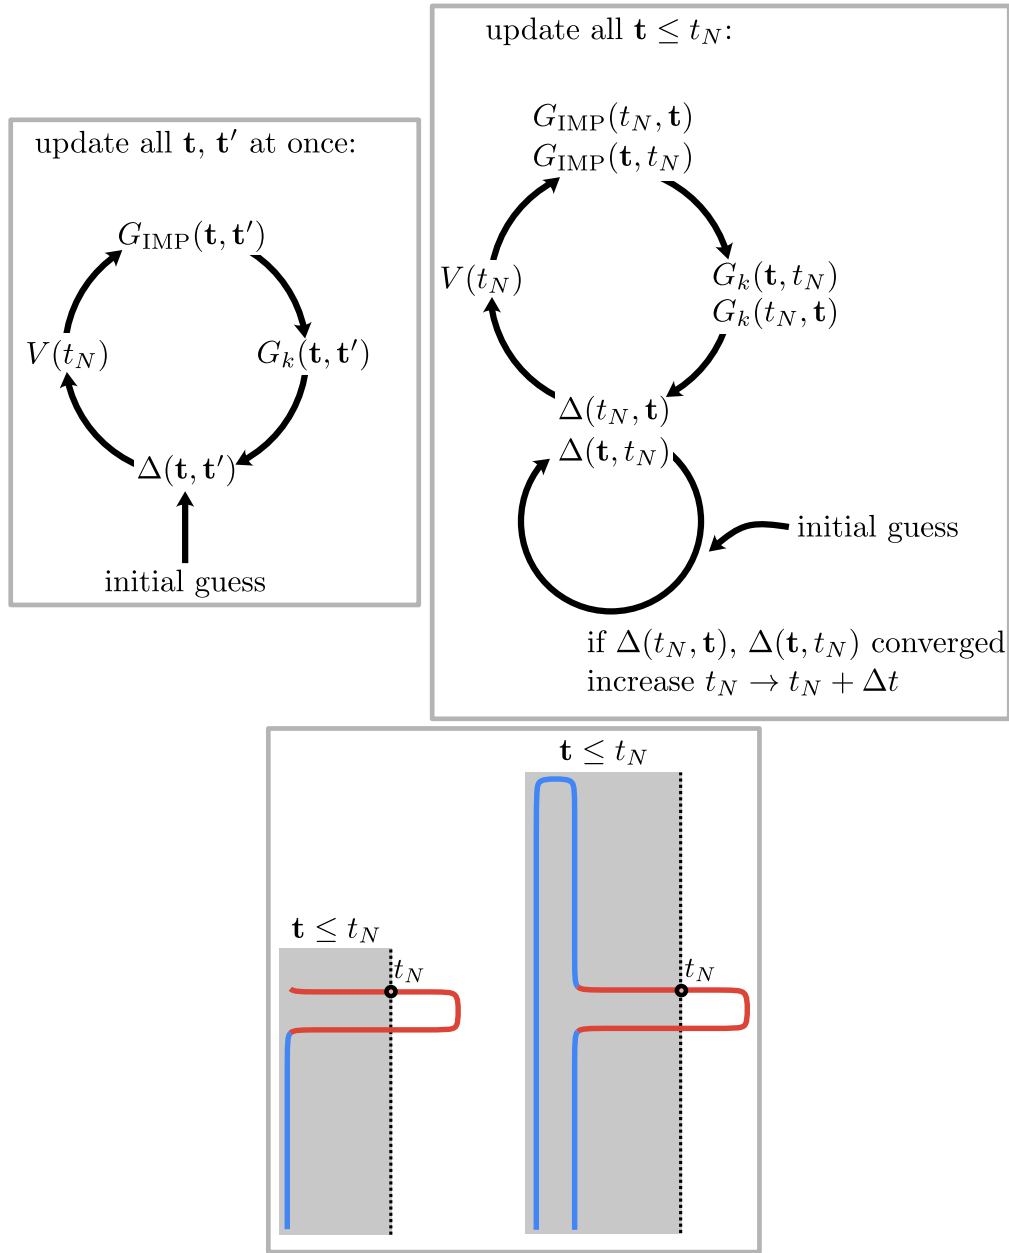 update all t, t′ at once:
G_IMP(t, t′)
V(t_N)
G_k(t, t′)
Δ(t, t′)
initial guess
update all t ≤ t_N:
G_IMP(t_N, t)
G_IMP(t, t_N)
V(t_N)
G_k(t, t_N)
G_k(t_N, t)
Δ(t_N, t)
Δ(t, t_N)
initial guess
if Δ(t_N, t), Δ(t, t_N) converged
increase t_N → t_N + Δt
t ≤ t_N
t_N
t ≤ t_N
t_N